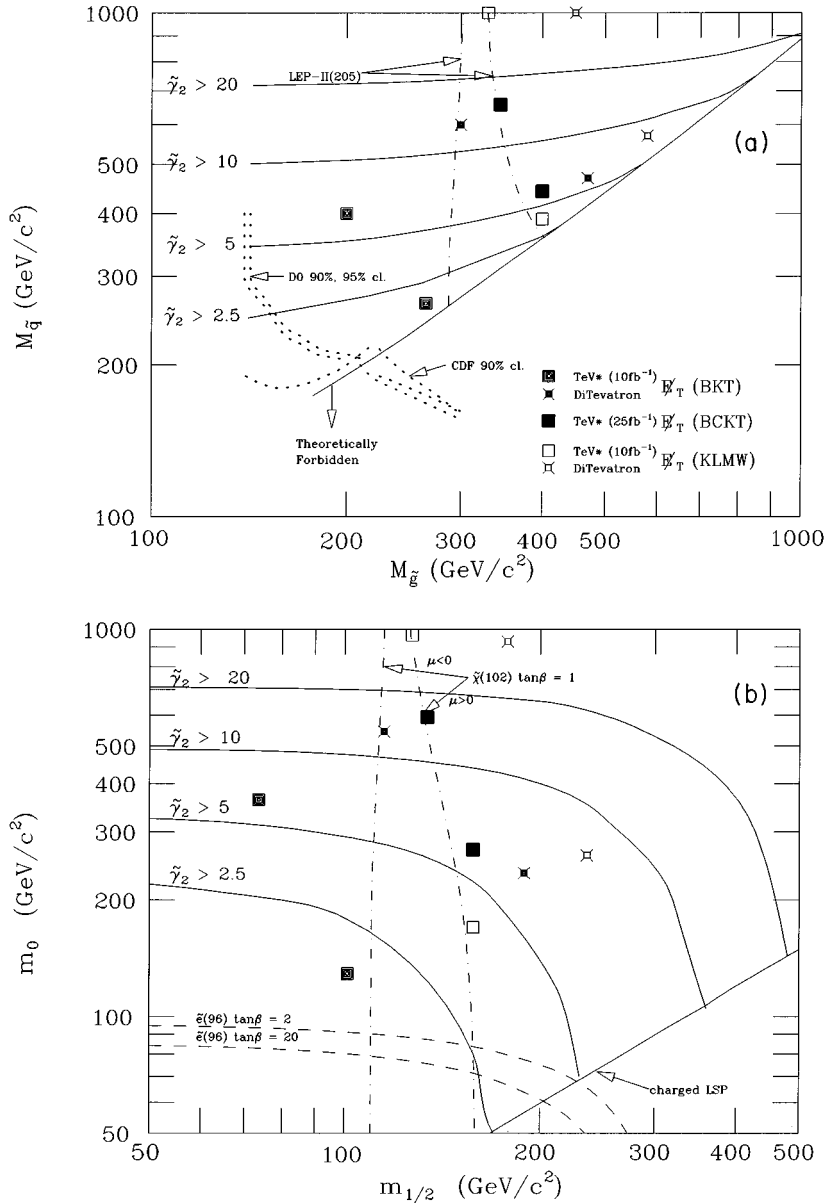 1000
LEP-II(205)
γ̃₂ > 20
(a)
γ̃₂ > 10
500
400
γ̃₂ > 5
D0 90%, 95% cl.
γ̃₂ > 2.5
M_q̃ (GeV/c²)
200
CDF 90% cl.
TeV* (10fb⁻¹) E̸_T (BKT)
DiTevatron
TeV* (25fb⁻¹) E̸_T (BCKT)
TeV* (10fb⁻¹) E̸_T (KLMW)
DiTevatron
Theoretically
Forbidden
100
100 200 300 400 500 1000
M_g̃ (GeV/c²)
1000
μ<0
γ̃₂ > 20
χ̃(102) tanβ = 1
μ>0
(b)
γ̃₂ > 10
500
γ̃₂ > 5
300
γ̃₂ > 2.5
200
m₀ (GeV/c²)
100
ẽ(96) tanβ = 2
ẽ(96) tanβ = 20
charged LSP
50
50 100 200 300 400 500
m₁/₂ (GeV/c²)